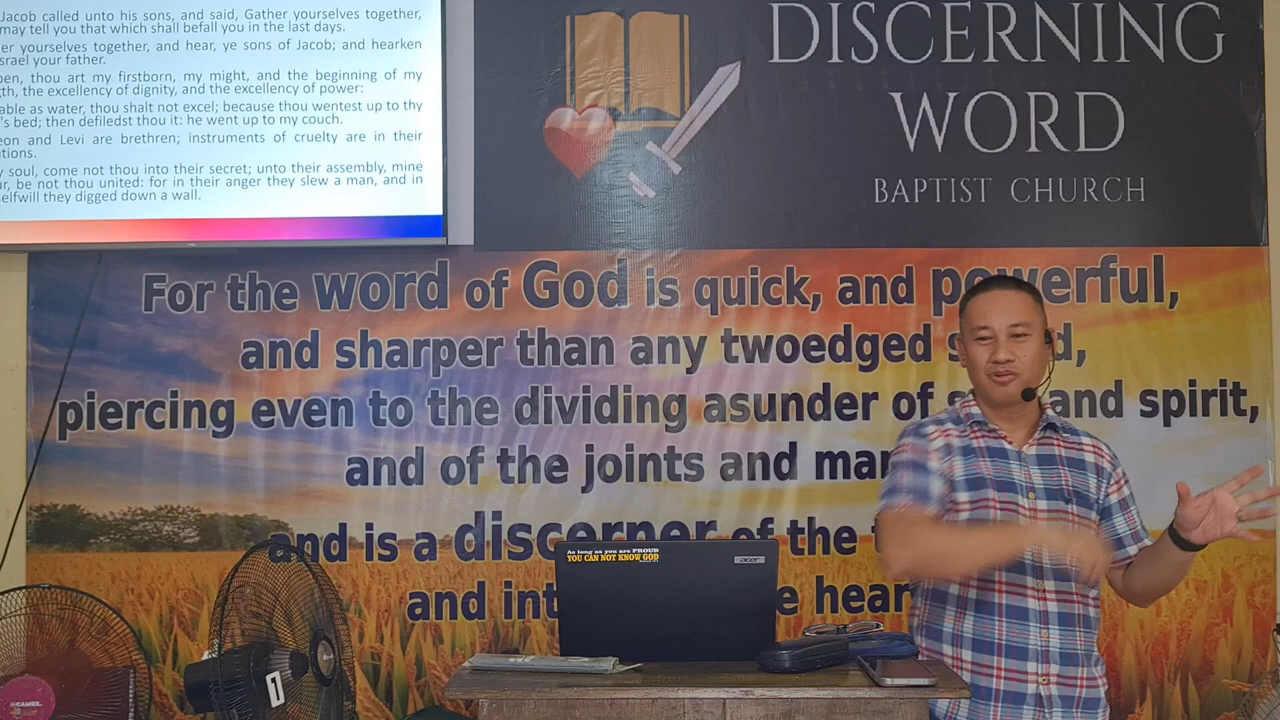 Jacob called unto his sons, and said, Gather yourselves together,
may tell you that which shall befall you in the last days.
er yourselves together, and hear, ye sons of Jacob; and hearken
srael your father.
ben, thou art my firstborn, my might, and the beginning of my
th, the excellency of dignity, and the excellency of power:
able as water, thou shalt not excel; because thou wentest up to thy
's bed; then defiledst thou it: he went up to my couch.
eon and Levi are brethren; instruments of cruelty are in their
tions.
y soul, come not thou into their secret; unto their assembly, mine
ur, be not thou united: for in their anger they slew a man, and in
selfwill they digged down a wall.
DISCERNING
WORD
BAPTIST CHURCH
For the word of God is quick, and powerful,
and sharper than any twoedged s d,
piercing even to the dividing asunder of s and spirit,
and of the joints and mar
and is a discerner of the t
and int e hear
As long as you are PROUD
YOU CAN NOT KNOW GOD
acer
1
CAMEL